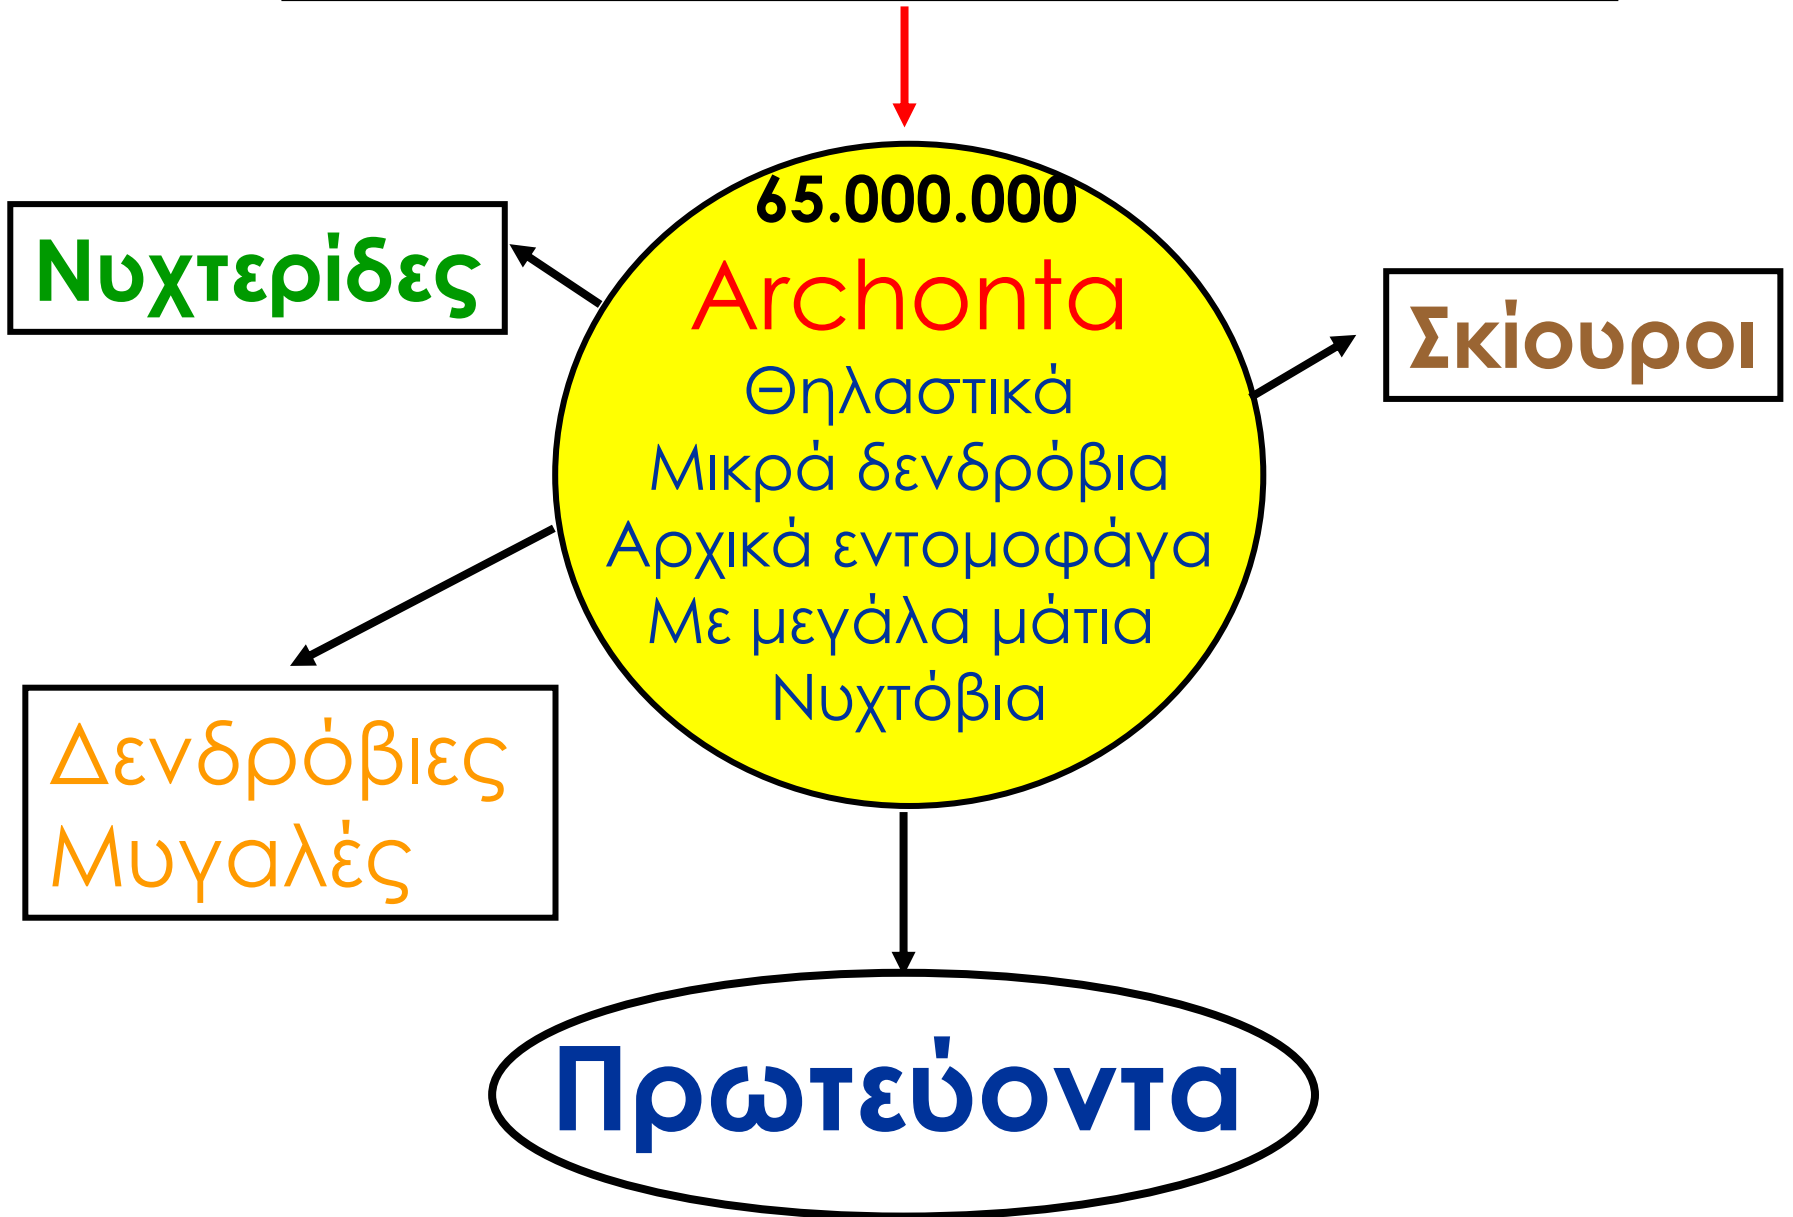 65.000.000
Archonta
Θηλαστικά
Μικρά δενδρόβια
Αρχικά εντομοφάγα
Με μεγάλα μάτια
Νυχτόβια
Νυχτερίδες
Σκίουροι
Δενδρόβιες
Μυγαλές
Πρωτεύοντα